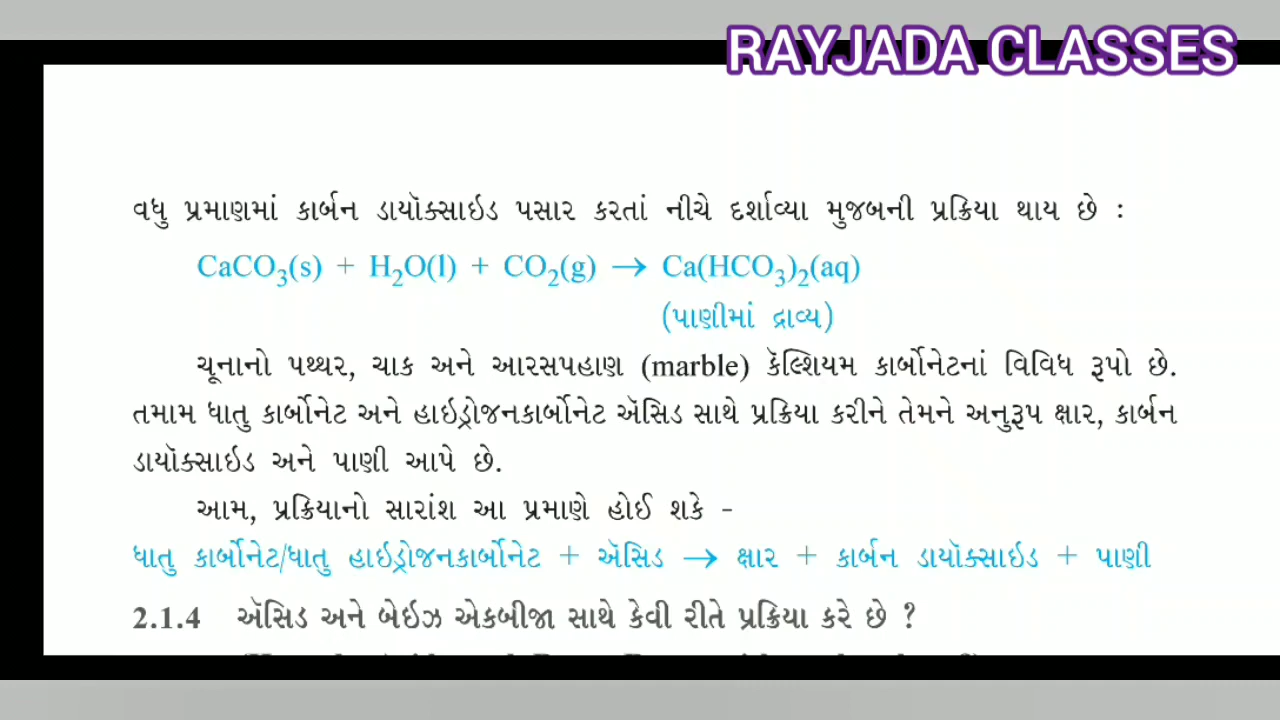 RAYJADA CLASSES
વધુ પ્રમાણમાં કાર્બન ડાયૉક્સાઇડ પસાર કરતાં નીચે દર્શાવ્યા મુજબની પ્રક્રિયા થાય છે :
CaCO₃(s) + H₂O(l) + CO₂(g) → Ca(HCO₃)₂(aq)
(પાણીમાં દ્રાવ્ય)
ચૂનાનો પથ્થર, ચાક અને આરસપહાણ (marble) કૅલ્શિયમ કાર્બોનેટનાં વિવિધ રૂપો છે.
તમામ ધાતુ કાર્બોનેટ અને હાઇડ્રોજનકાર્બોનેટ ઍસિડ સાથે પ્રક્રિયા કરીને તેમને અનુરૂપ ક્ષાર, કાર્બન
ડાયૉક્સાઇડ અને પાણી આપે છે.
આમ, પ્રક્રિયાનો સારાંશ આ પ્રમાણે હોઈ શકે -
ધાતુ કાર્બોનેટ/ધાતુ હાઇડ્રોજનકાર્બોનેટ + ઍસિડ → ક્ષાર + કાર્બન ડાયૉક્સાઇડ + પાણી
2.1.4 ઍસિડ અને બેઇઝ એકબીજા સાથે કેવી રીતે પ્રક્રિયા કરે છે ?